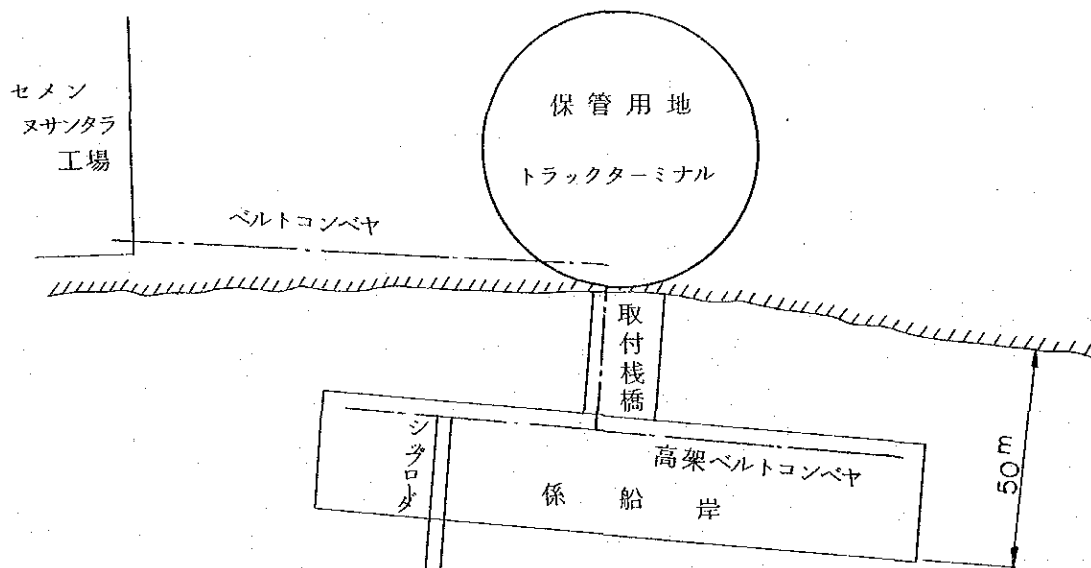 セメン
ヌサンタラ
工場
保管用地
トラックターミナル
ベルトコンベヤ
取付桟橋
シップローダ
高架ベルトコンベヤ
係船岸
50m